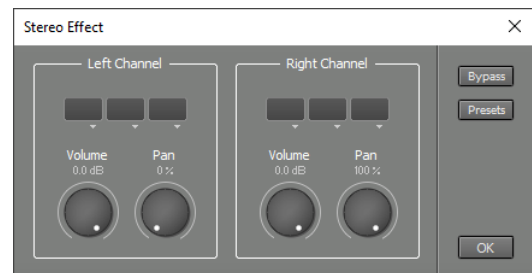 Stereo Effect
Left Channel
Right Channel
Bypass
Presets
Volume
Pan
Volume
Pan
0.0 dB
0 %
0.0 dB
100 %
OK